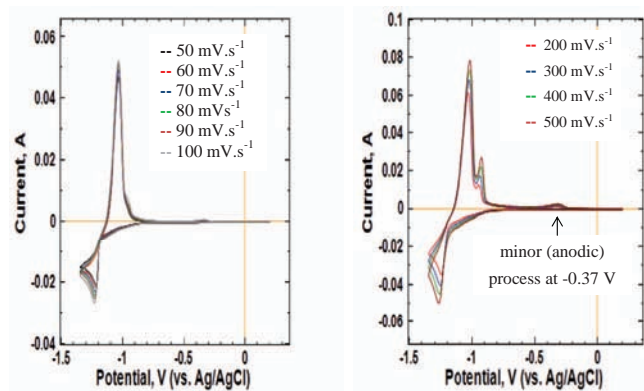 0.06
0.04
0.02
0
-0.02
-0.04
Current, A
50 mV.s-1
60 mV.s-1
70 mV.s-1
80 mVs-1
90 mV.s-1
100 mV.s-1
-1.5
-1
-0.5
0
Potential, V (vs. Ag/AgCl)
0.1
0.08
0.06
0.04
0.02
0
-0.02
-0.04
-0.06
Current, A
200 mV.s-1
300 mV.s-1
400 mV.s-1
500 mV.s-1
minor (anodic)
process at -0.37 V
-1.5
-1
-0.5
0
Potential, V (vs. Ag/AgCl)